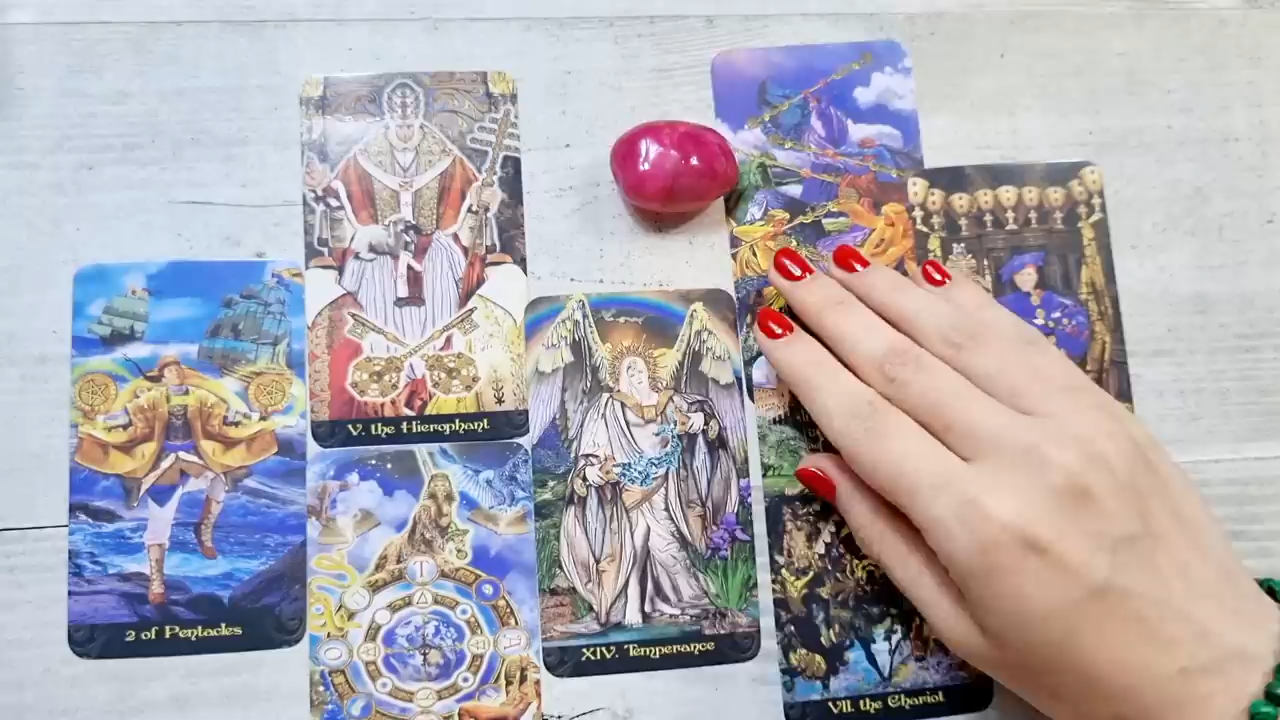 V. the Hierophant
2 of Pentacles
XIV. Temperance
VII. the Chariot
T
A
O